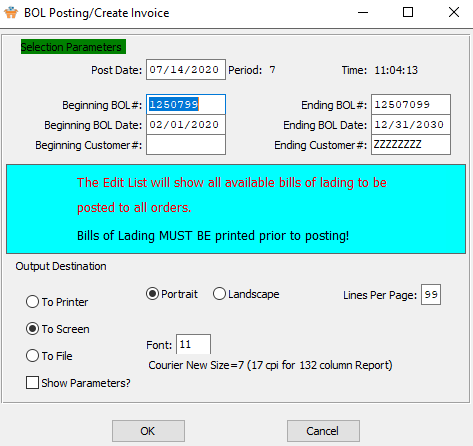 BOL Posting/Create Invoice
Selection Parameters
Post Date: 07/14/2020 Period: 7 Time: 11:04:13
Beginning BOL#: 1250799 Ending BOL#: 12507099
Beginning BOL Date: 02/01/2020 Ending BOL Date: 12/31/2030
Beginning Customer#: Ending Customer#: ZZZZZZZZ
The Edit List will show all available bills of lading to be
posted to all orders.
Bills of Lading MUST BE printed prior to posting!
Output Destination
To Printer Portrait Landscape Lines Per Page: 99
To Screen
To File Font: 11
Courier New Size=7 (17 cpi for 132 column Report)
Show Parameters?
OK Cancel